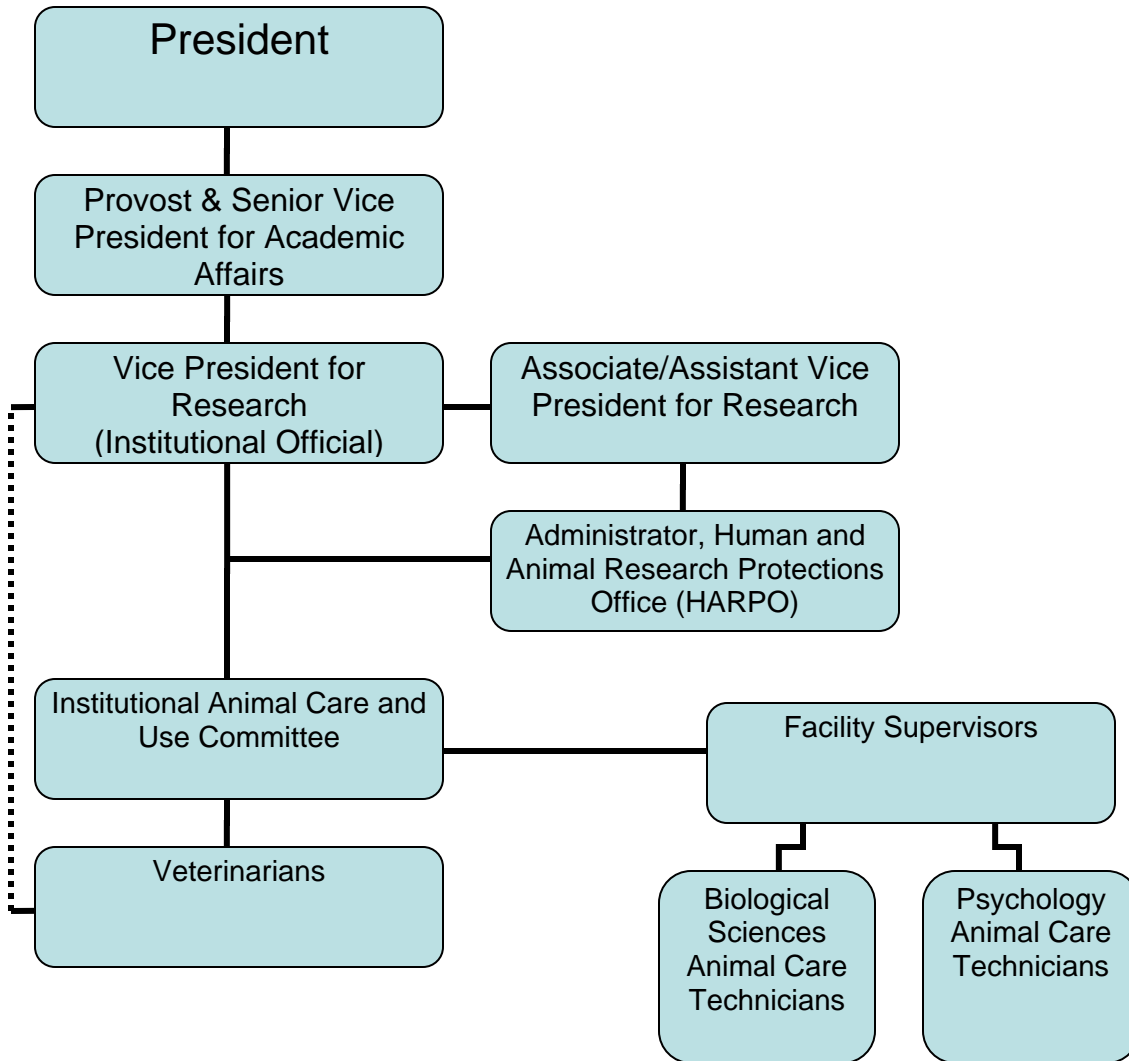 President
Provost & Senior Vice
President for Academic
Affairs
Vice President for
Research
(Institutional Official)
Associate/Assistant Vice
President for Research
Administrator, Human and
Animal Research Protections
Office (HARPO)
Institutional Animal Care and
Use Committee
Facility Supervisors
Veterinarians
Biological
Sciences
Animal Care
Technicians
Psychology
Animal Care
Technicians